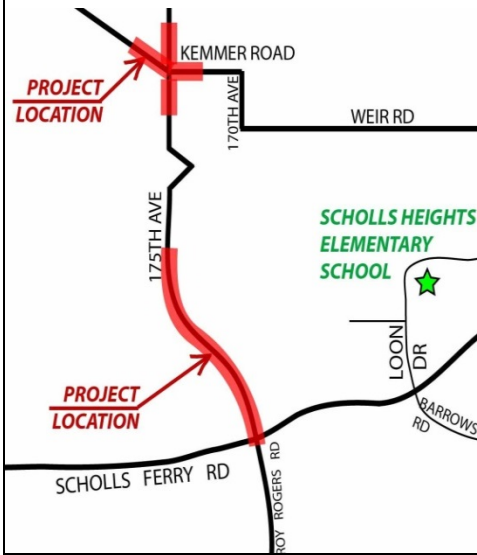 KEMMER ROAD
PROJECT
LOCATION
170TH AVE
WEIR RD
175TH AVE
SCHOLLS HEIGHTS
ELEMENTARY
SCHOOL
LOON
DR
PROJECT
LOCATION
BARROWS
RD
SCHOLLS FERRY RD
ROY ROGERS RD